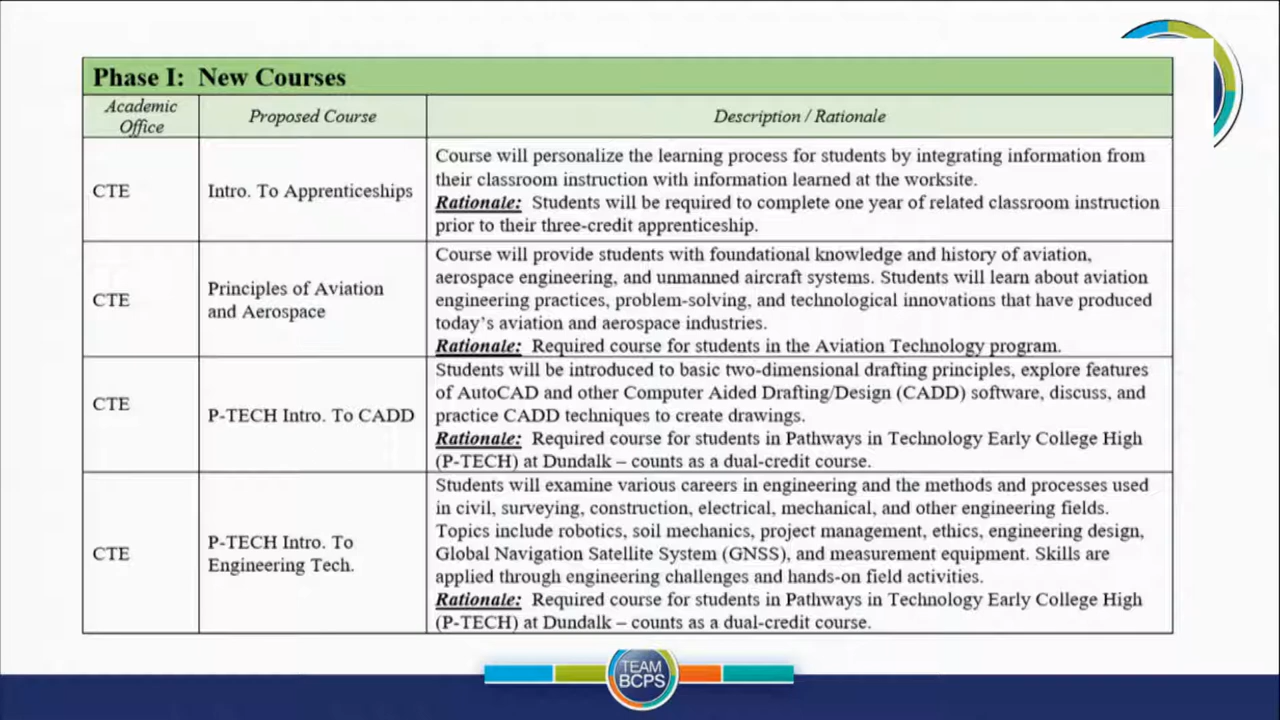 Phase I: New Courses
Academic
Office
Proposed Course
Description / Rationale
CTE
Intro. To Apprenticeships
Course will personalize the learning process for students by integrating information from
their classroom instruction with information learned at the worksite.
Rationale: Students will be required to complete one year of related classroom instruction
prior to their three-credit apprenticeship.
CTE
Principles of Aviation
and Aerospace
Course will provide students with foundational knowledge and history of aviation,
aerospace engineering, and unmanned aircraft systems. Students will learn about aviation
engineering practices, problem-solving, and technological innovations that have produced
today's aviation and aerospace industries.
Rationale: Required course for students in the Aviation Technology program.
CTE
P-TECH Intro. To CADD
Students will be introduced to basic two-dimensional drafting principles, explore features
of AutoCAD and other Computer Aided Drafting/Design (CADD) software, discuss, and
practice CADD techniques to create drawings.
Rationale: Required course for students in Pathways in Technology Early College High
(P-TECH) at Dundalk – counts as a dual-credit course.
CTE
P-TECH Intro. To
Engineering Tech.
Students will examine various careers in engineering and the methods and processes used
in civil, surveying, construction, electrical, mechanical, and other engineering fields.
Topics include robotics, soil mechanics, project management, ethics, engineering design,
Global Navigation Satellite System (GNSS), and measurement equipment. Skills are
applied through engineering challenges and hands-on field activities.
Rationale: Required course for students in Pathways in Technology Early College High
(P-TECH) at Dundalk – counts as a dual-credit course.
TEAM
BCPS